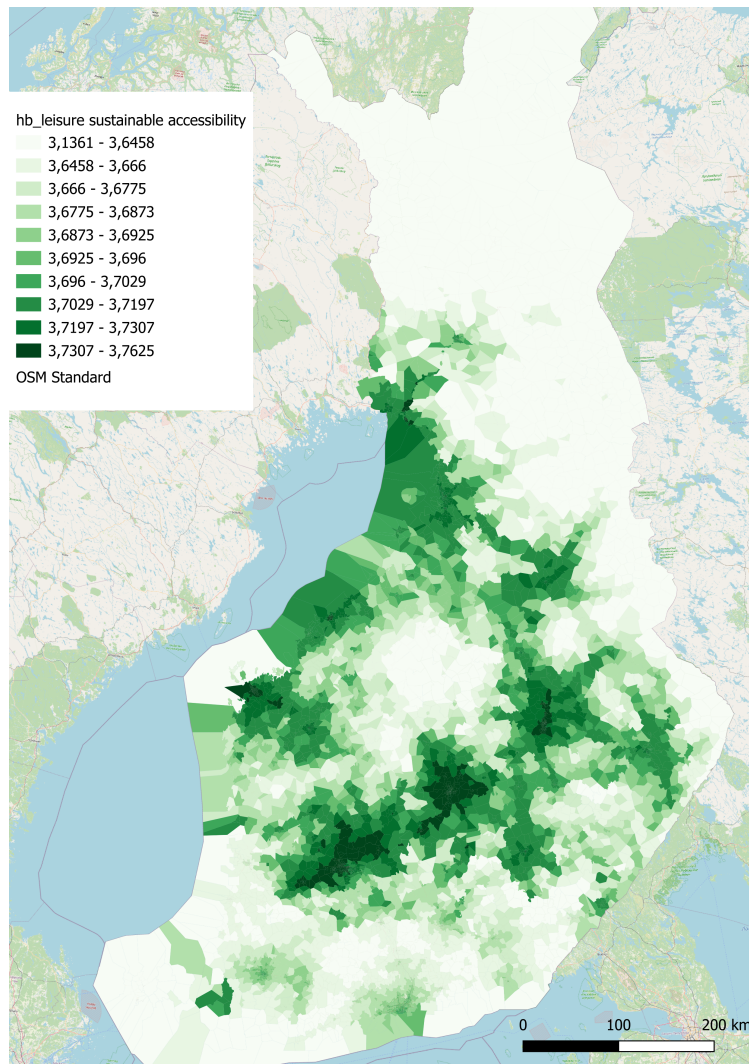 hb_leisure sustainable accessibility
3,1361 - 3,6458
3,6458 - 3,666
3,666 - 3,6775
3,6775 - 3,6873
3,6873 - 3,6925
3,6925 - 3,696
3,696 - 3,7029
3,7029 - 3,7197
3,7197 - 3,7307
3,7307 - 3,7625
OSM Standard
0 100 200 km